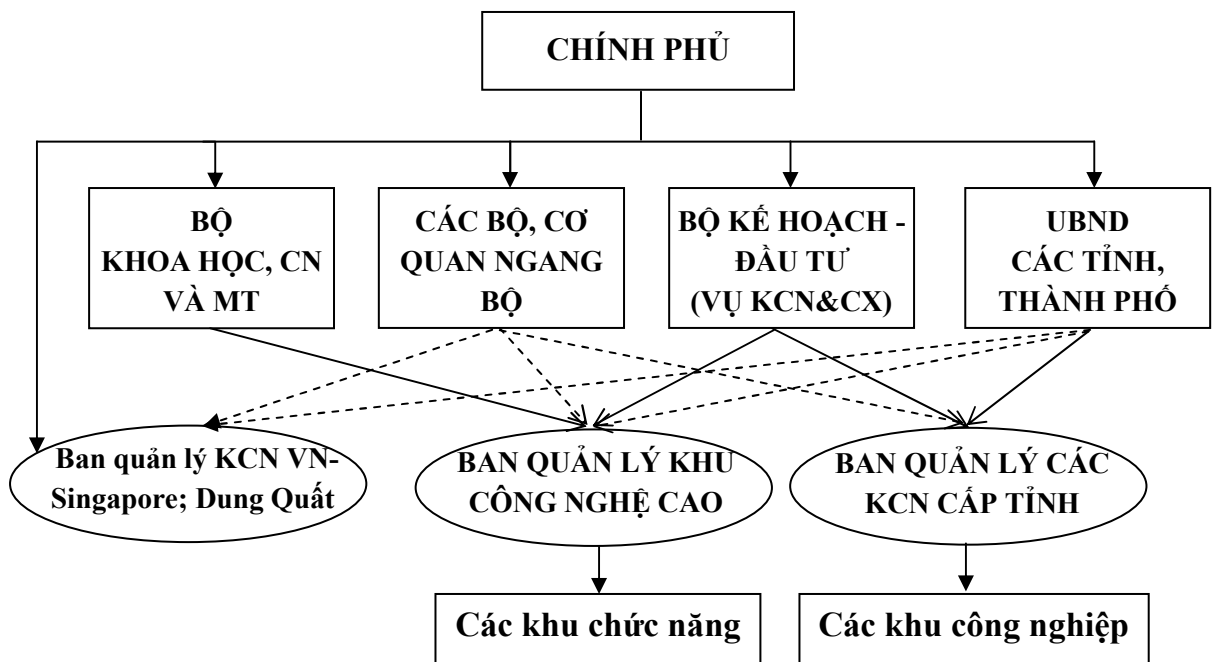 CHÍNH PHỦ
BỘ
KHOA HỌC, CN
VÀ MT
CÁC BỘ, CƠ
QUAN NGANG
BỘ
BỘ KẾ HOẠCH -
ĐẦU TƯ
(VỤ KCN&CX)
UBND
CÁC TỈNH,
THÀNH PHỐ
Ban quản lý KCN VN-
Singapore; Dung Quất
BAN QUẢN LÝ KHU
CÔNG NGHỆ CAO
BAN QUẢN LÝ CÁC
KCN CẤP TỈNH
Các khu chức năng
Các khu công nghiệp